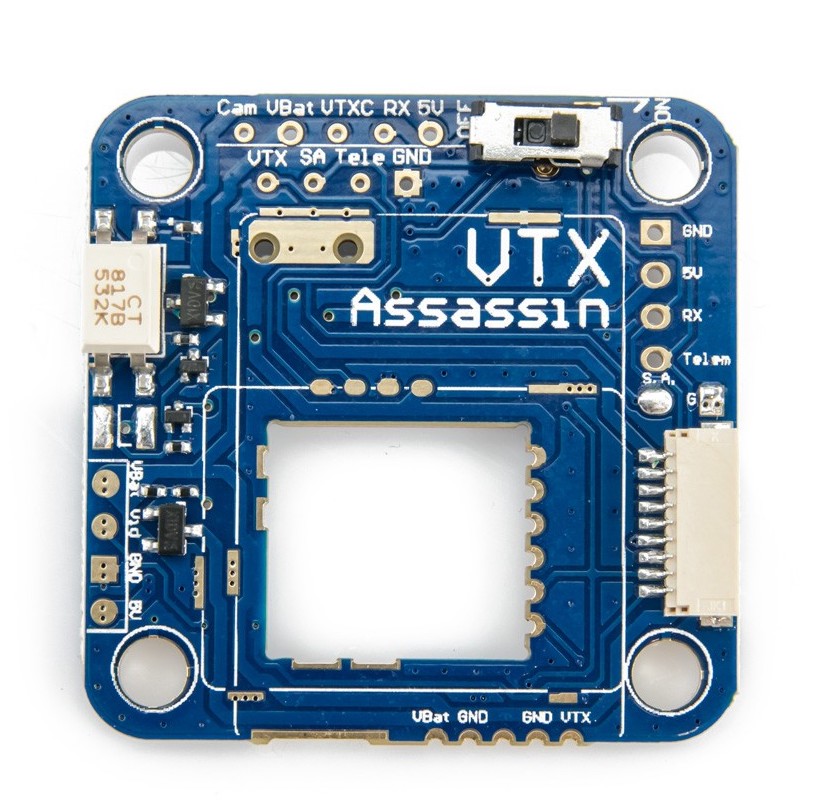 Cam VBat VTXC RX 5V
OFF
ON
VTX SA Tele GND
VTX
Assassin
GND
5V
RX
Telem
S.A.
G
CT
817B
532K
VBat
Vid
GND
5V
VBat GND GND VTX